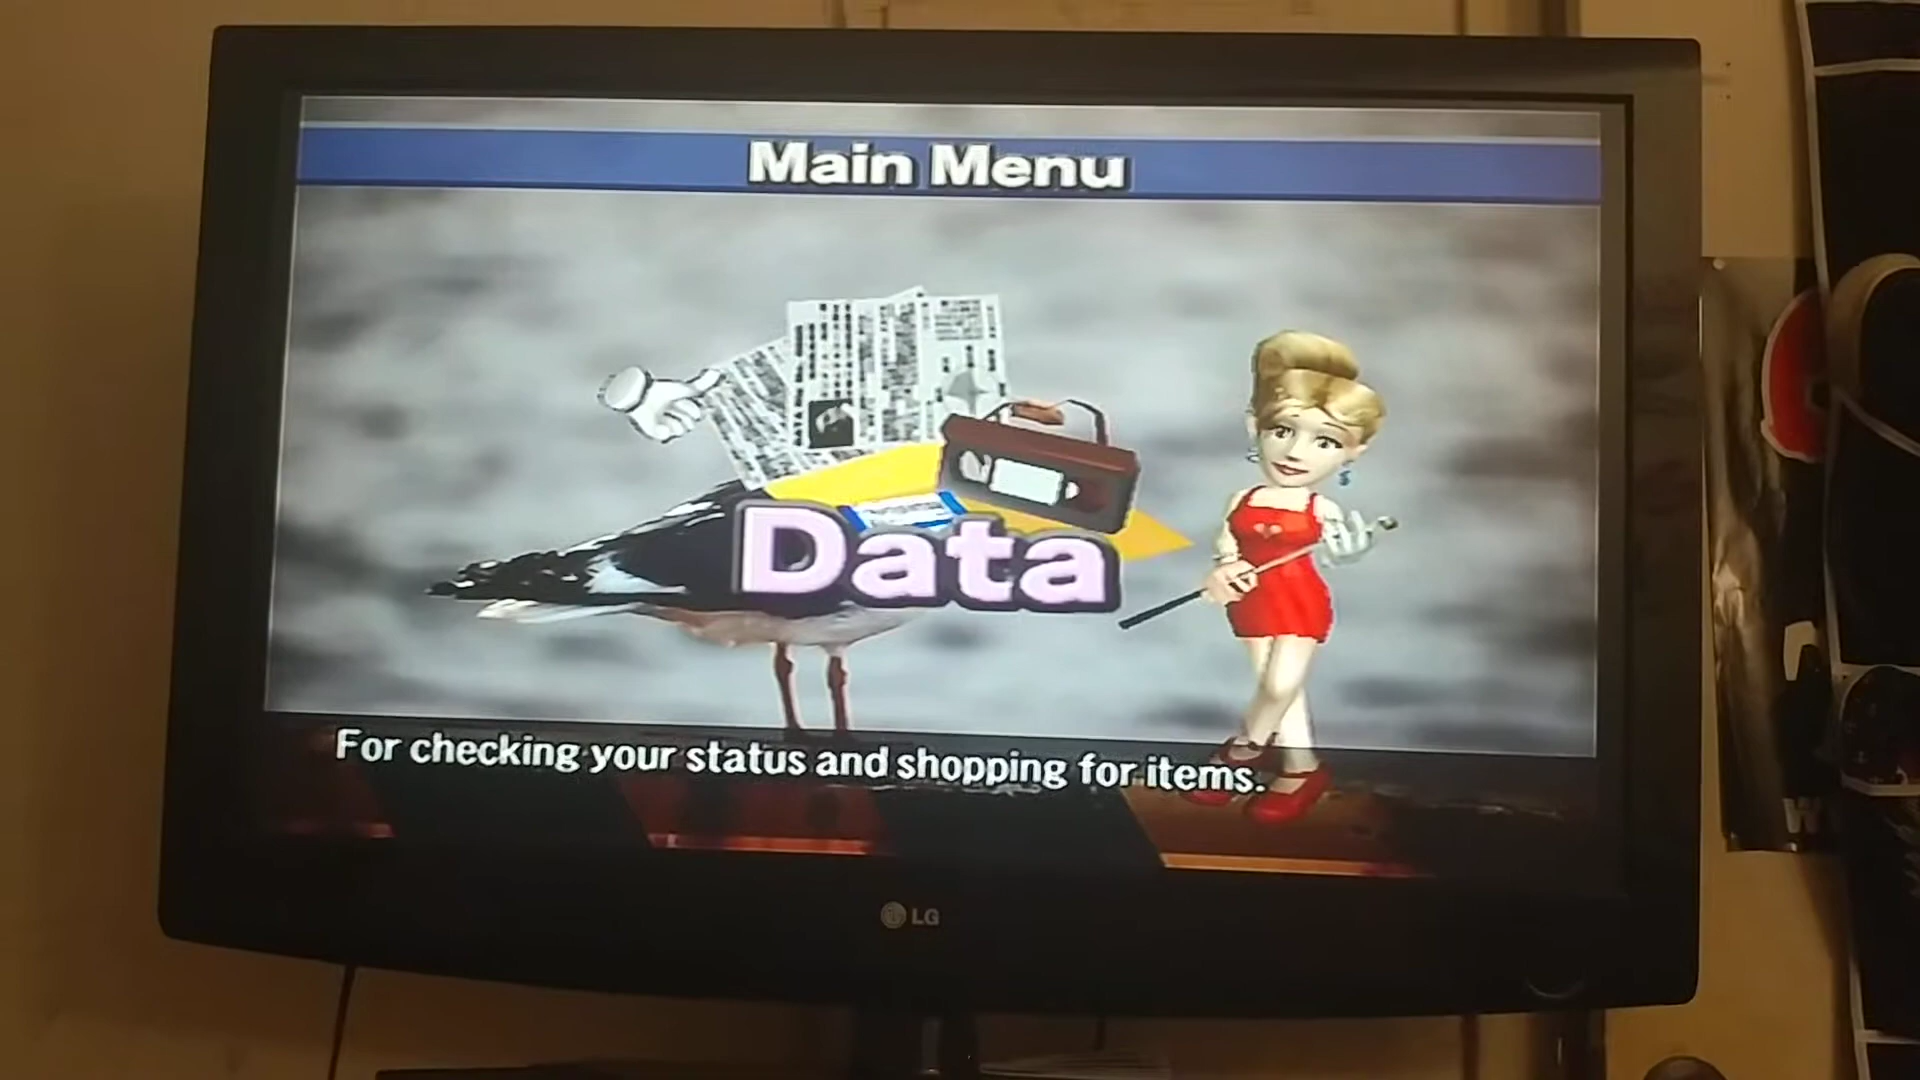 Main Menu
Data
For checking your status and shopping for items.
LG